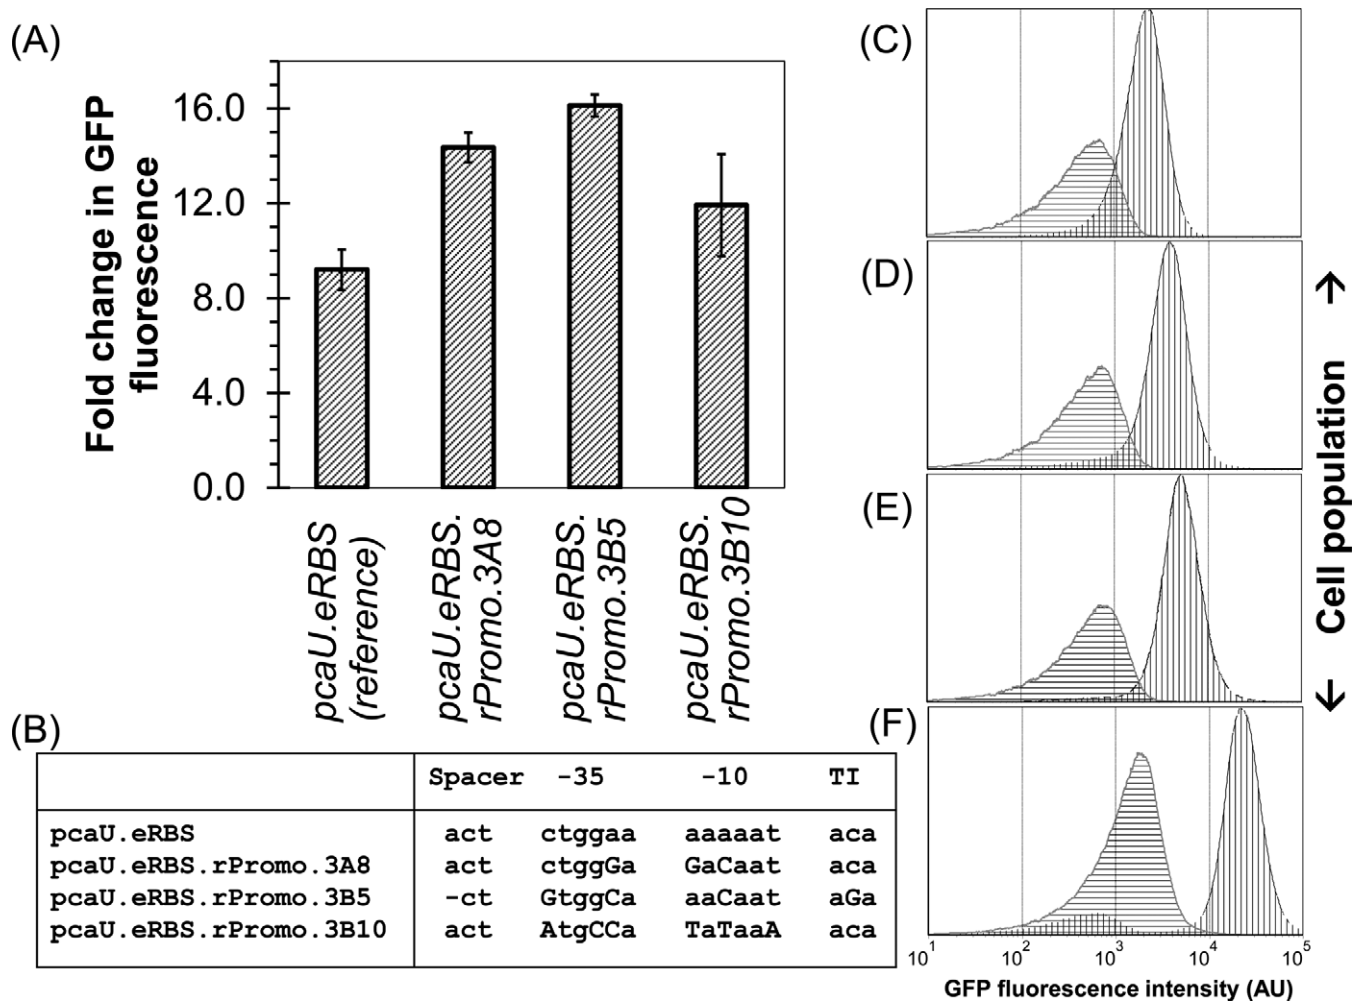 (A)
Fold change in GFP
fluorescence
16.0
12.0
8.0
4.0
0.0
pcaU.eRBS
(reference)
pcaU.eRBS.
rPromo.3A8
pcaU.eRBS.
rPromo.3B5
pcaU.eRBS.
rPromo.3B10
(B)
Spacer -35 -10 TI
pcaU.eRBS act ctggaa aaaaat aca
pcaU.eRBS.rPromo.3A8 act ctggGa GaCaat aca
pcaU.eRBS.rPromo.3B5 -ct GtggCa aaCaat aGa
pcaU.eRBS.rPromo.3B10 act AtgCCa TaTaaA aca
(C)
(D)
(E)
(F)
← Cell population →
10^1 10^2 10^3 10^4 10^5
GFP fluorescence intensity (AU)